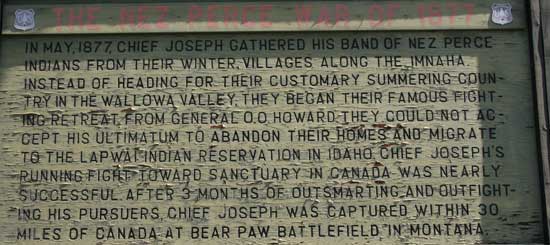 THE NEZ PERCE WAR OF 1877
IN MAY, 1877, CHIEF JOSEPH GATHERED HIS BAND OF NEZ PERCE
INDIANS FROM THEIR WINTER, VILLAGES ALONG THE IMNAHA.
INSTEAD OF HEADING FOR THEIR CUSTOMARY SUMMERING COUN-
TRY IN THE WALLOWA VALLEY, THEY BEGAN THEIR FAMOUS FIGHT-
ING RETREAT, FROM GENERAL O.O. HOWARD. THEY COULD NOT AC-
CEPT HIS ULTIMATUM TO ABANDON THEIR HOMES AND MIGRATE
TO THE LAPWAI INDIAN RESERVATION IN IDAHO. CHIEF JOSEPH'S
RUNNING FIGHT TOWARD SANCTUARY IN CANADA WAS NEARLY
SUCCESSFUL. AFTER 3 MONTHS OF OUTSMARTING AND OUTFIGHT-
ING HIS PURSUERS, CHIEF JOSEPH WAS CAPTURED WITHIN 30
MILES OF CANADA AT BEAR PAW BATTLEFIELD IN MONTANA.